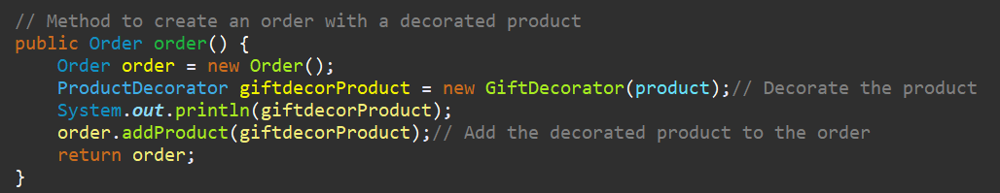 // Method to create an order with a decorated product
public Order order() {
    Order order = new Order();
    ProductDecorator giftdecorProduct = new GiftDecorator(product);// Decorate the product
    System.out.println(giftdecorProduct);
    order.addProduct(giftdecorProduct);// Add the decorated product to the order
    return order;
}